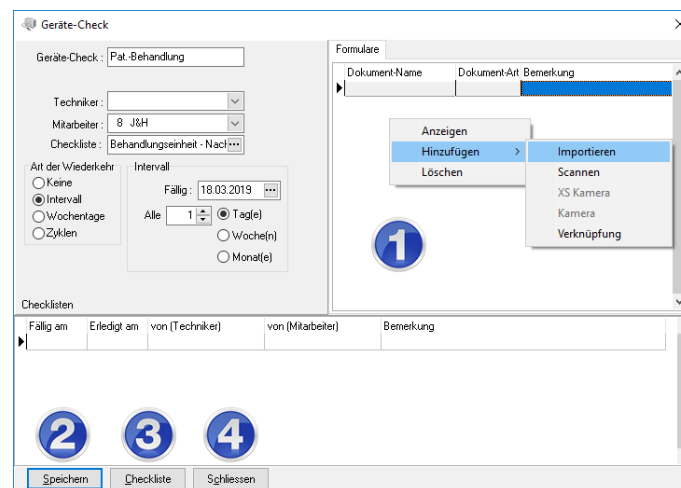 Geräte-Check
Geräte-Check : Pat.-Behandlung
Techniker :
Mitarbeiter : 8 J&H
Checkliste : Behandlungseinheit - Nach
Art der Wiederkehr
Keine
Intervall
Wochentage
Zyklen
Intervall
Fällig : 18.03.2019
Alle 1 Tag(e)
Woche(n)
Monat(e)
Checklisten
Formulare
Dokument-Name Dokument-Art Bemerkung
Anzeigen
Hinzufügen
Löschen
Importieren
Scannen
XS Kamera
Kamera
Verknüpfung
1
Fällig am Erledigt am von (Techniker) von (Mitarbeiter) Bemerkung
2 3 4
Speichern Checkliste Schliessen